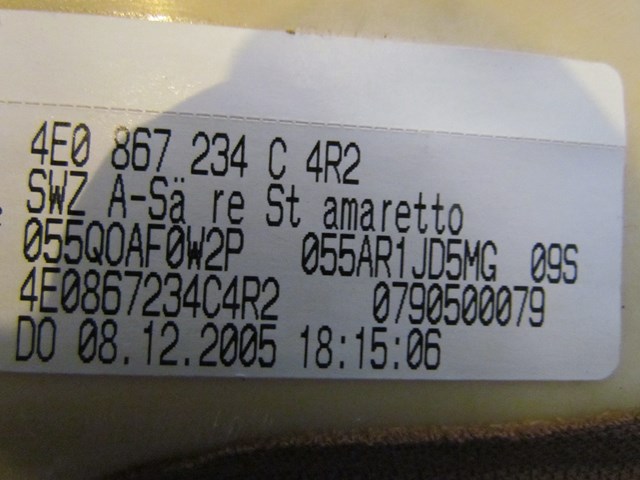 4E0 867 234 C 4R2
SWZ A-Sä re St amaretto
055QOAF0W2P 055AR1JD5MG 09S
4E0867234C4R2 0790500079
DO 08.12.2005 18:15:06